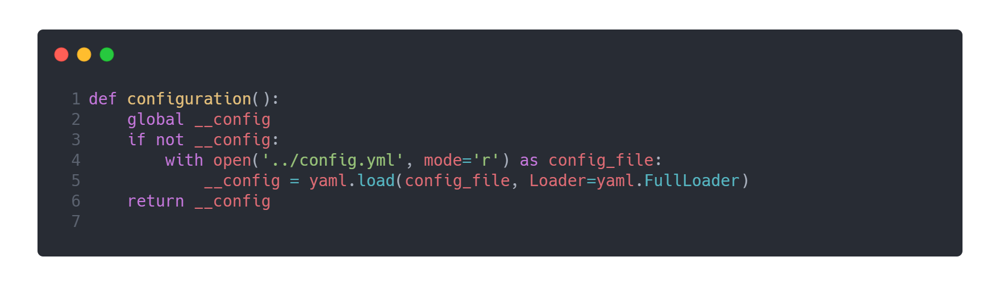 1 def configuration():
2     global __config
3     if not __config:
4         with open('../config.yml', mode='r') as config_file:
5             __config = yaml.load(config_file, Loader=yaml.FullLoader)
6     return __config
7